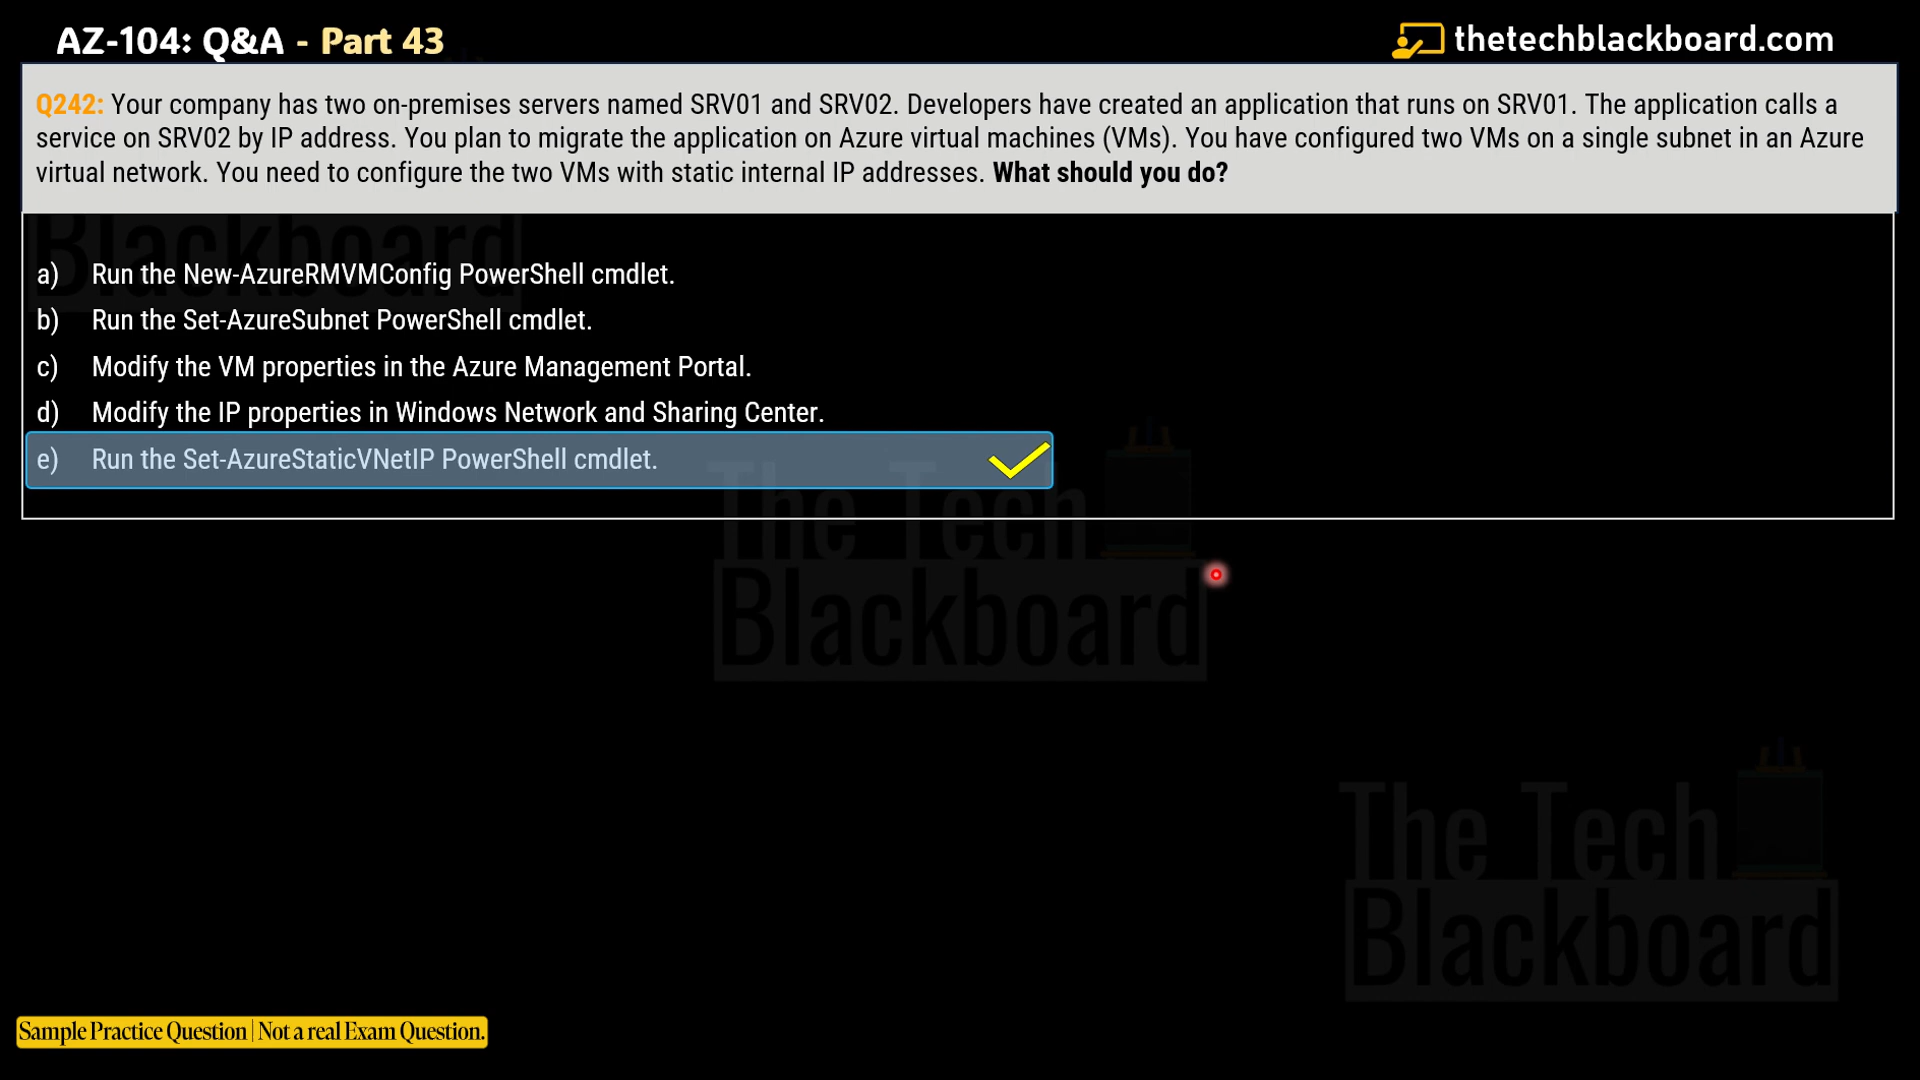 AZ-104: Q&A - Part 43
thetechblackboard.com
Q242: Your company has two on-premises servers named SRV01 and SRV02. Developers have created an application that runs on SRV01. The application calls a
service on SRV02 by IP address. You plan to migrate the application on Azure virtual machines (VMs). You have configured two VMs on a single subnet in an Azure
virtual network. You need to configure the two VMs with static internal IP addresses. What should you do?
Blackboard
a) Run the New-AzureRMVMConfig PowerShell cmdlet.
b) Run the Set-AzureSubnet PowerShell cmdlet.
c) Modify the VM properties in the Azure Management Portal.
d) Modify the IP properties in Windows Network and Sharing Center.
e) Run the Set-AzureStaticVNetIP PowerShell cmdlet.
The Tech
Blackboard
The Tech
Blackboard
Sample Practice Question | Not a real Exam Question.